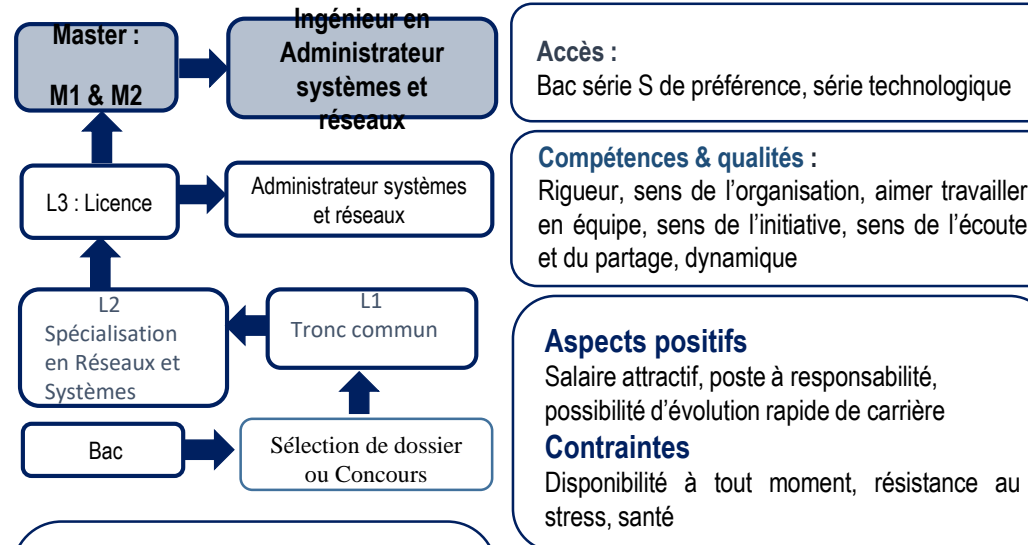 Master :
M1 & M2
Ingénieur en
Administrateur
systèmes et
réseaux
L3 : Licence
Administrateur systèmes
et réseaux
L2
Spécialisation
en Réseaux et
Systèmes
L1
Tronc commun
Bac
Sélection de dossier
ou Concours
Accès :
Bac série S de préférence, série technologique
Compétences & qualités :
Rigueur, sens de l’organisation, aimer travailler
en équipe, sens de l’initiative, sens de l’écoute
et du partage, dynamique
Aspects positifs
Salaire attractif, poste à responsabilité,
possibilité d’évolution rapide de carrière
Contraintes
Disponibilité à tout moment, résistance au
stress, santé